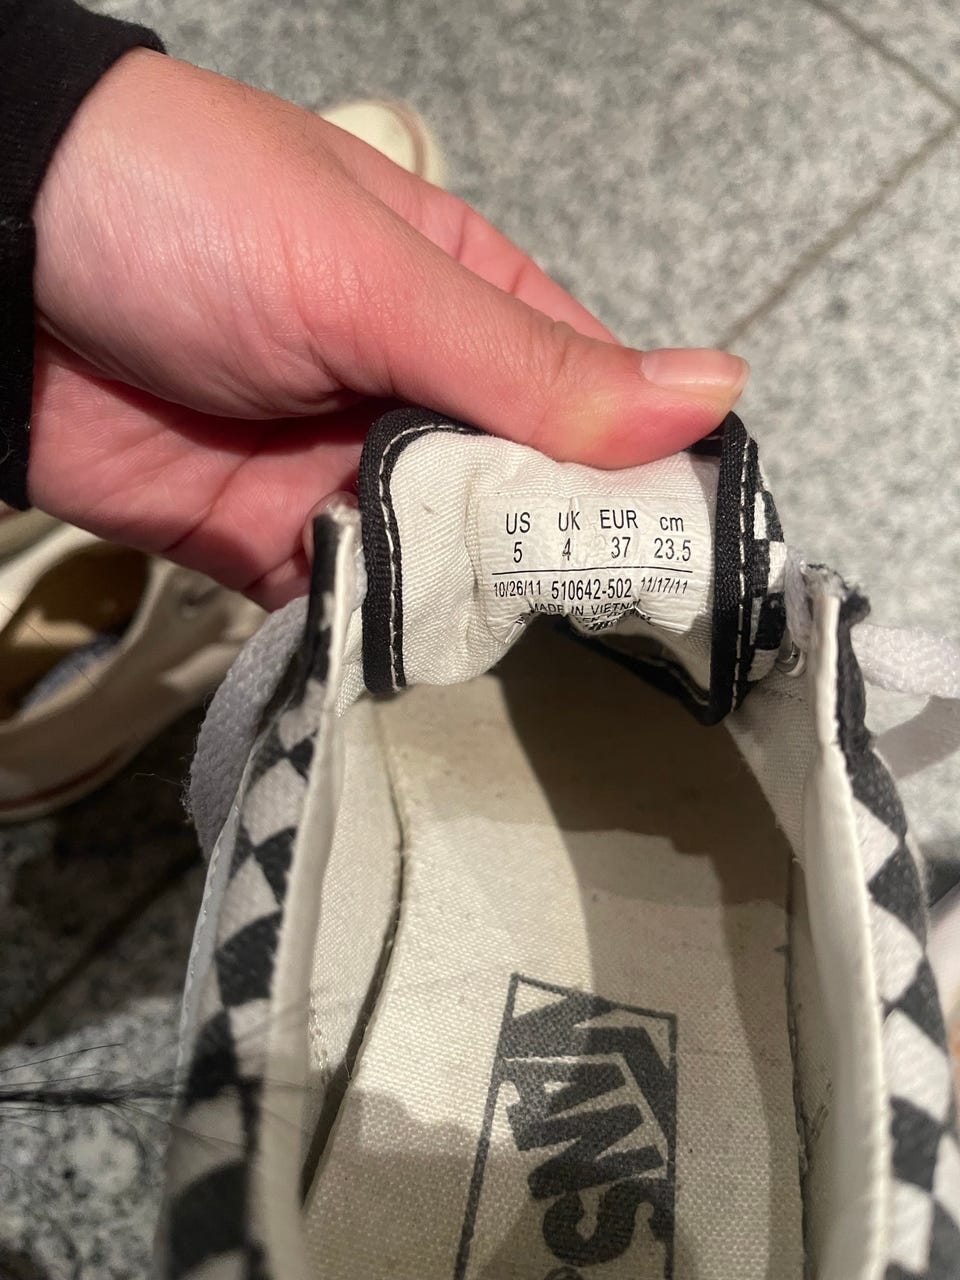 US UK EUR cm
5 4 37 23.5
10/26/11 510642-502 11/17/11
MADE IN VIETN
VANS